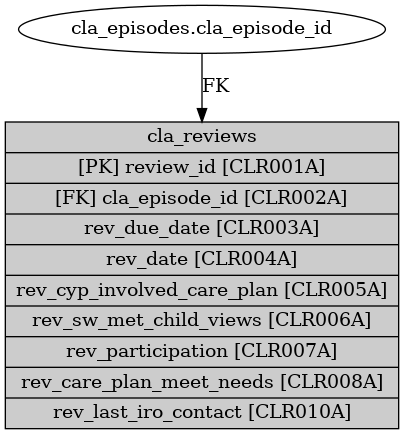 cla_episodes.cla_episode_id
FK
cla_reviews
[PK] review_id [CLR001A]
[FK] cla_episode_id [CLR002A]
rev_due_date [CLR003A]
rev_date [CLR004A]
rev_cyp_involved_care_plan [CLR005A]
rev_sw_met_child_views [CLR006A]
rev_participation [CLR007A]
rev_care_plan_meet_needs [CLR008A]
rev_last_iro_contact [CLR010A]